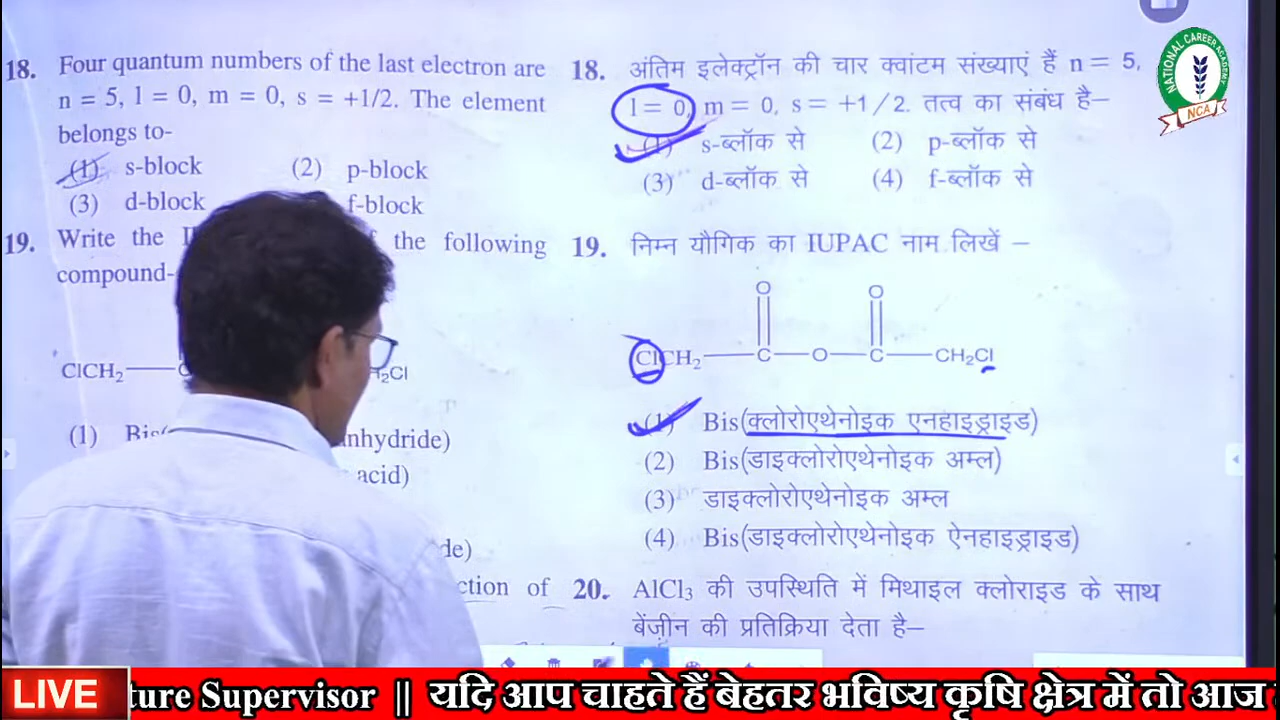 18. Four quantum numbers of the last electron are
n = 5, l = 0, m = 0, s = +1/2. The element
belongs to-
(1) s-block (2) p-block
(3) d-block f-block
19. Write the the following
compound-
ClCH₂
H₂Cl
(1) anhydride)
acid)
de)
ction of
18. अंतिम इलेक्ट्रॉन की चार क्वांटम संख्याएं हैं n = 5,
l = 0, m = 0, s = +1/2. तत्व का संबंध है–
(1) s-ब्लॉक से (2) p-ब्लॉक से
(3) d-ब्लॉक से (4) f-ब्लॉक से
19. निम्न यौगिक का IUPAC नाम लिखें –
O O
ClCH₂ C O C CH₂Cl
(1) Bis(क्लोरोएथेनोइक एनहाइड्राइड)
(2) Bis(डाइक्लोरोएथेनोइक अम्ल)
(3) डाइक्लोरोएथेनोइक अम्ल
(4) Bis(डाइक्लोरोएथेनोइक ऐनहाइड्राइड)
20. AlCl₃ की उपस्थिति में मिथाइल क्लोराइड के साथ
बेंज़ीन की प्रतिक्रिया देता है–
NATIONAL CAREER ACADEMY
NCA
LIVE ture Supervisor || यदि आप चाहते हैं बेहतर भविष्य कृषि क्षेत्र में तो आज